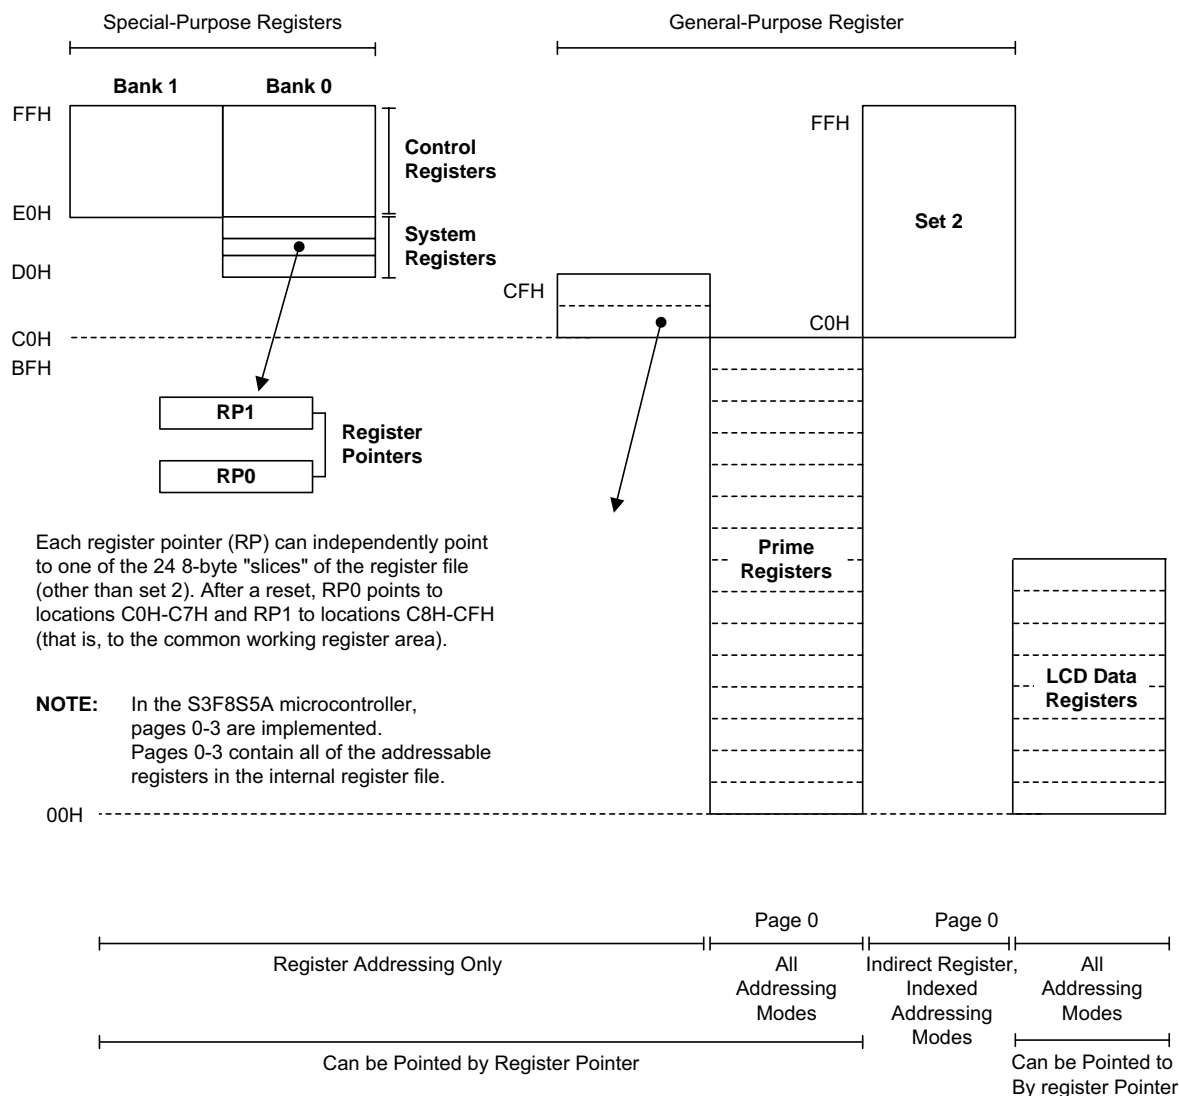 Special-Purpose Registers
General-Purpose Register
Bank 1
Bank 0
FFH
Control
Registers
E0H
System
Registers
D0H
C0H
BFH
FFH
Set 2
CFH
C0H
RP1
RP0
Register
Pointers
Each register pointer (RP) can independently point
to one of the 24 8-byte "slices" of the register file
(other than set 2). After a reset, RP0 points to
locations C0H-C7H and RP1 to locations C8H-CFH
(that is, to the common working register area).
NOTE: In the S3F8S5A microcontroller,
pages 0-3 are implemented.
Pages 0-3 contain all of the addressable
registers in the internal register file.
Prime
Registers
LCD Data
Registers
00H
Page 0
Page 0
Register Addressing Only
All
Addressing
Modes
Indirect Register,
Indexed
Addressing
Modes
All
Addressing
Modes
Can be Pointed by Register Pointer
Can be Pointed to
By register Pointer